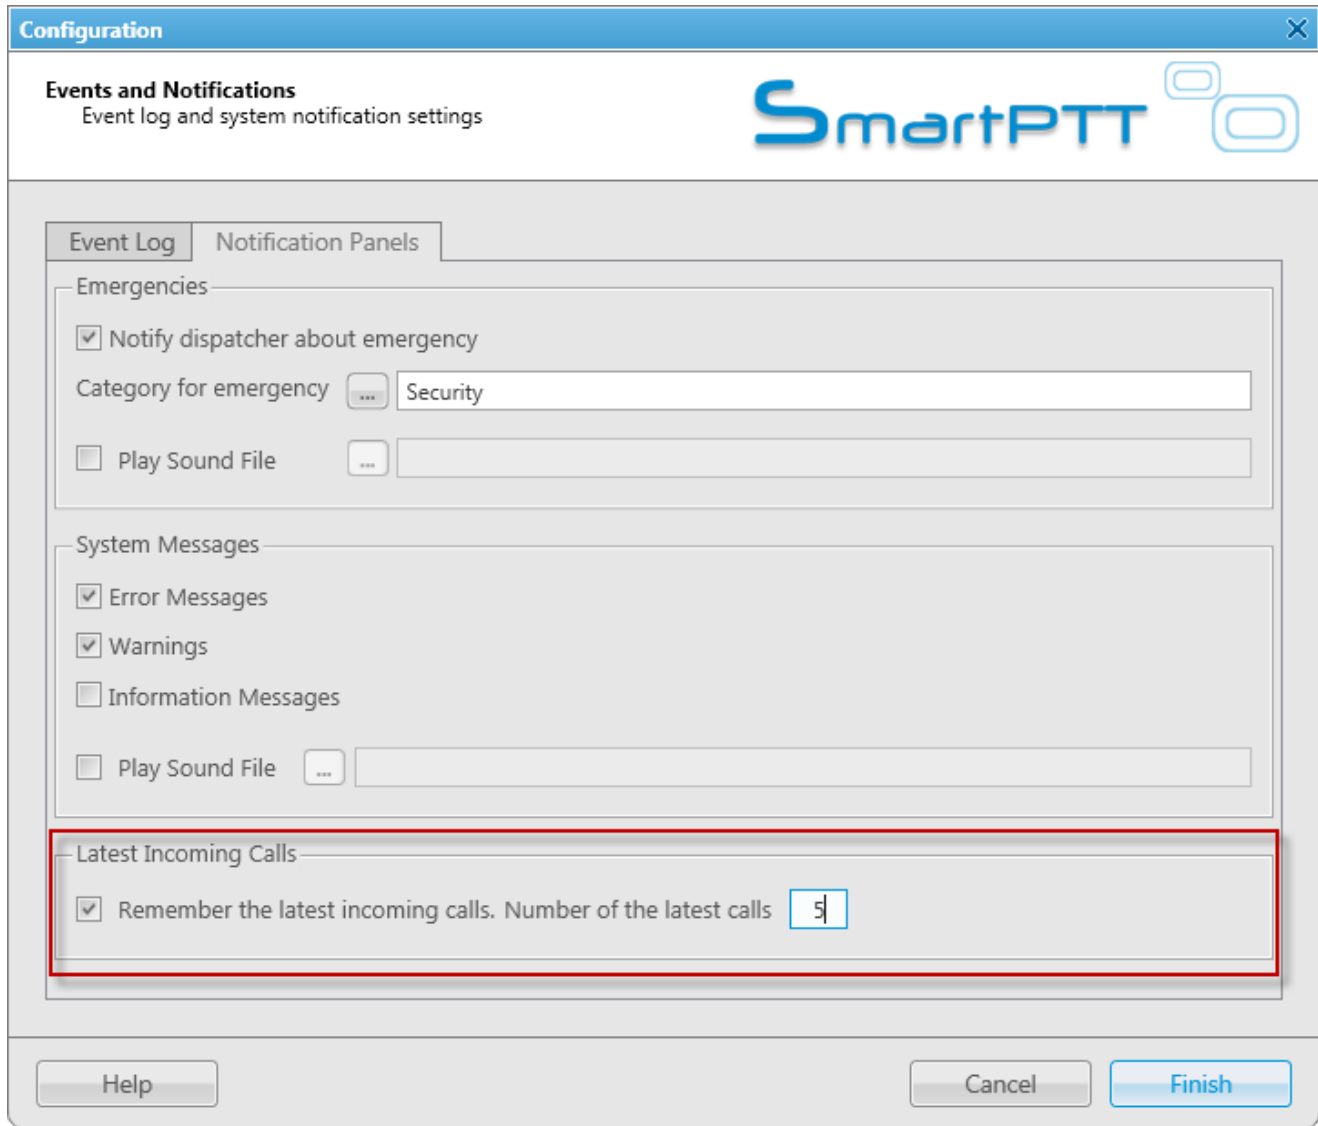 Configuration
Events and Notifications
Event log and system notification settings
SmartPTT
Event Log Notification Panels
Emergencies
Notify dispatcher about emergency
Category for emergency ... Security
Play Sound File ...
System Messages
Error Messages
Warnings
Information Messages
Play Sound File ...
Latest Incoming Calls
Remember the latest incoming calls. Number of the latest calls 5
Help Cancel Finish